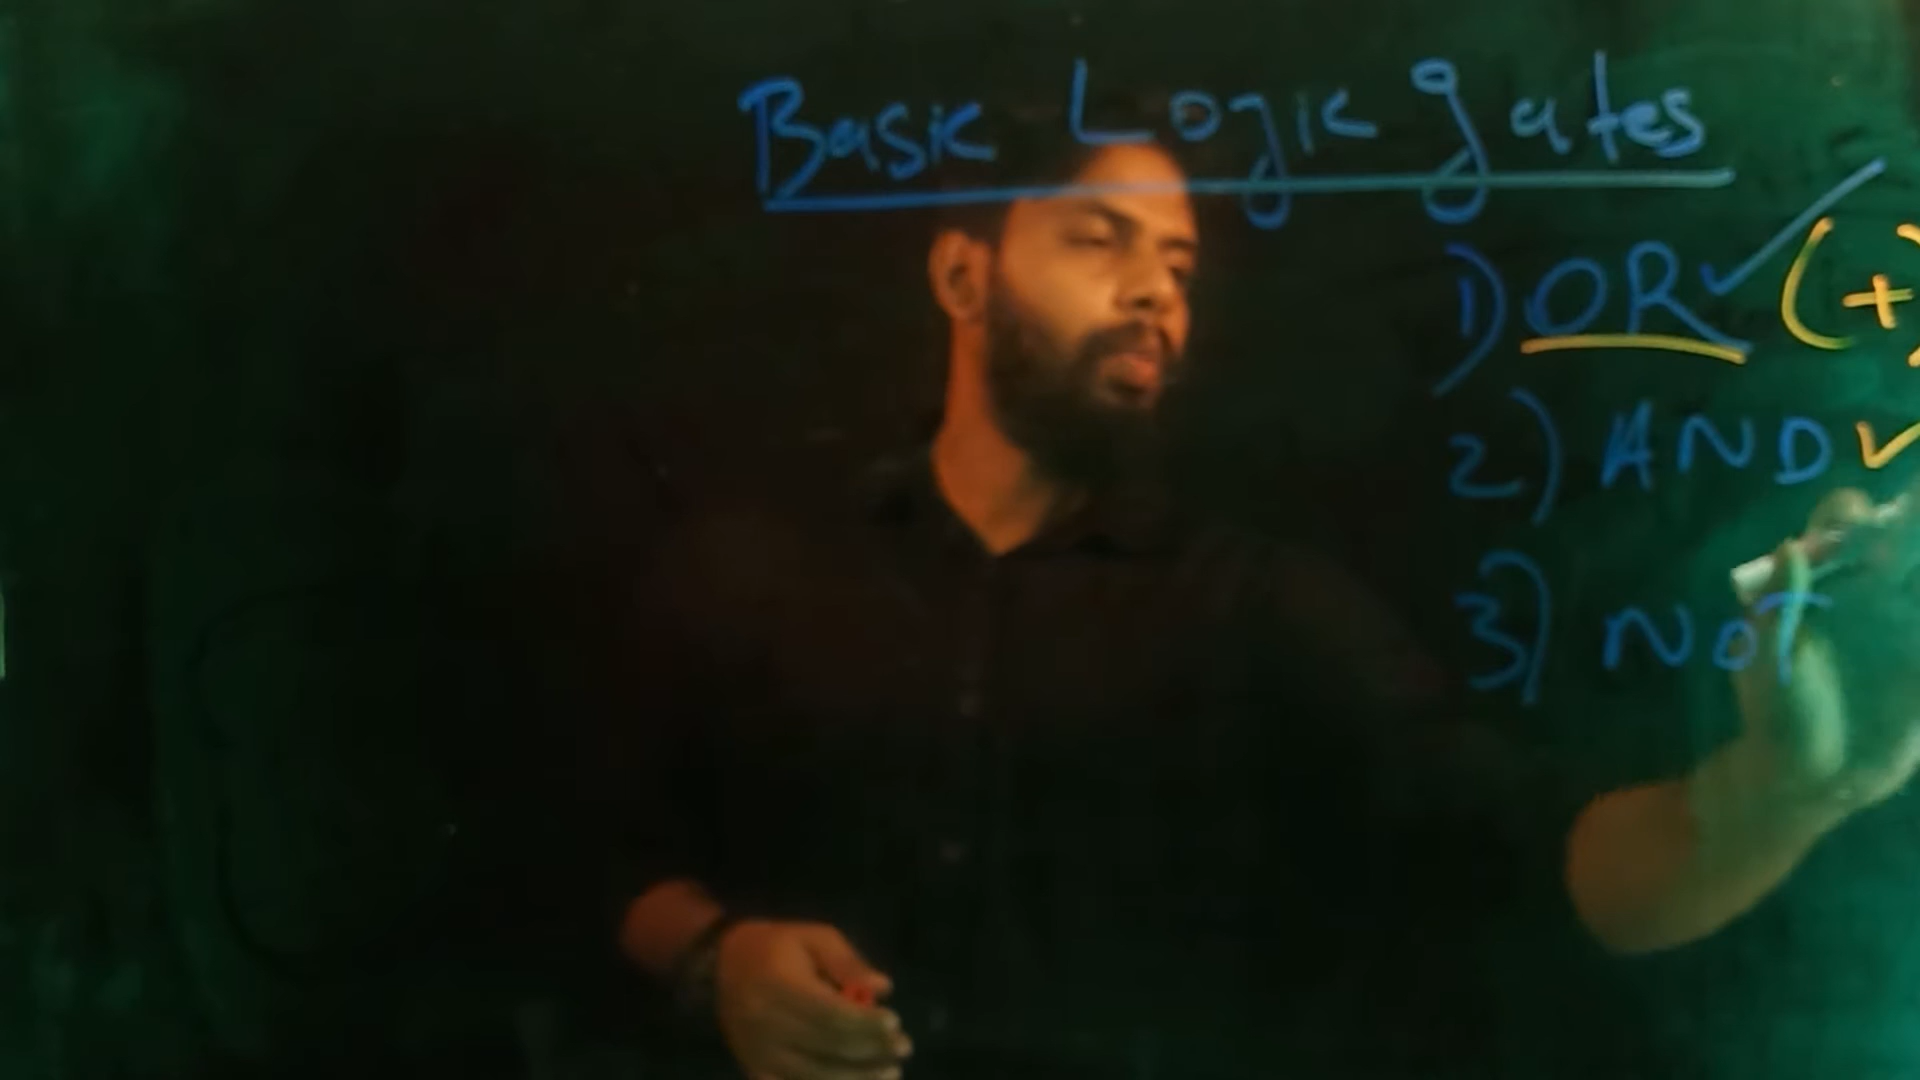 Basic Logic gates
1) OR ✓ (+)
2) AND ✓
3) NOT